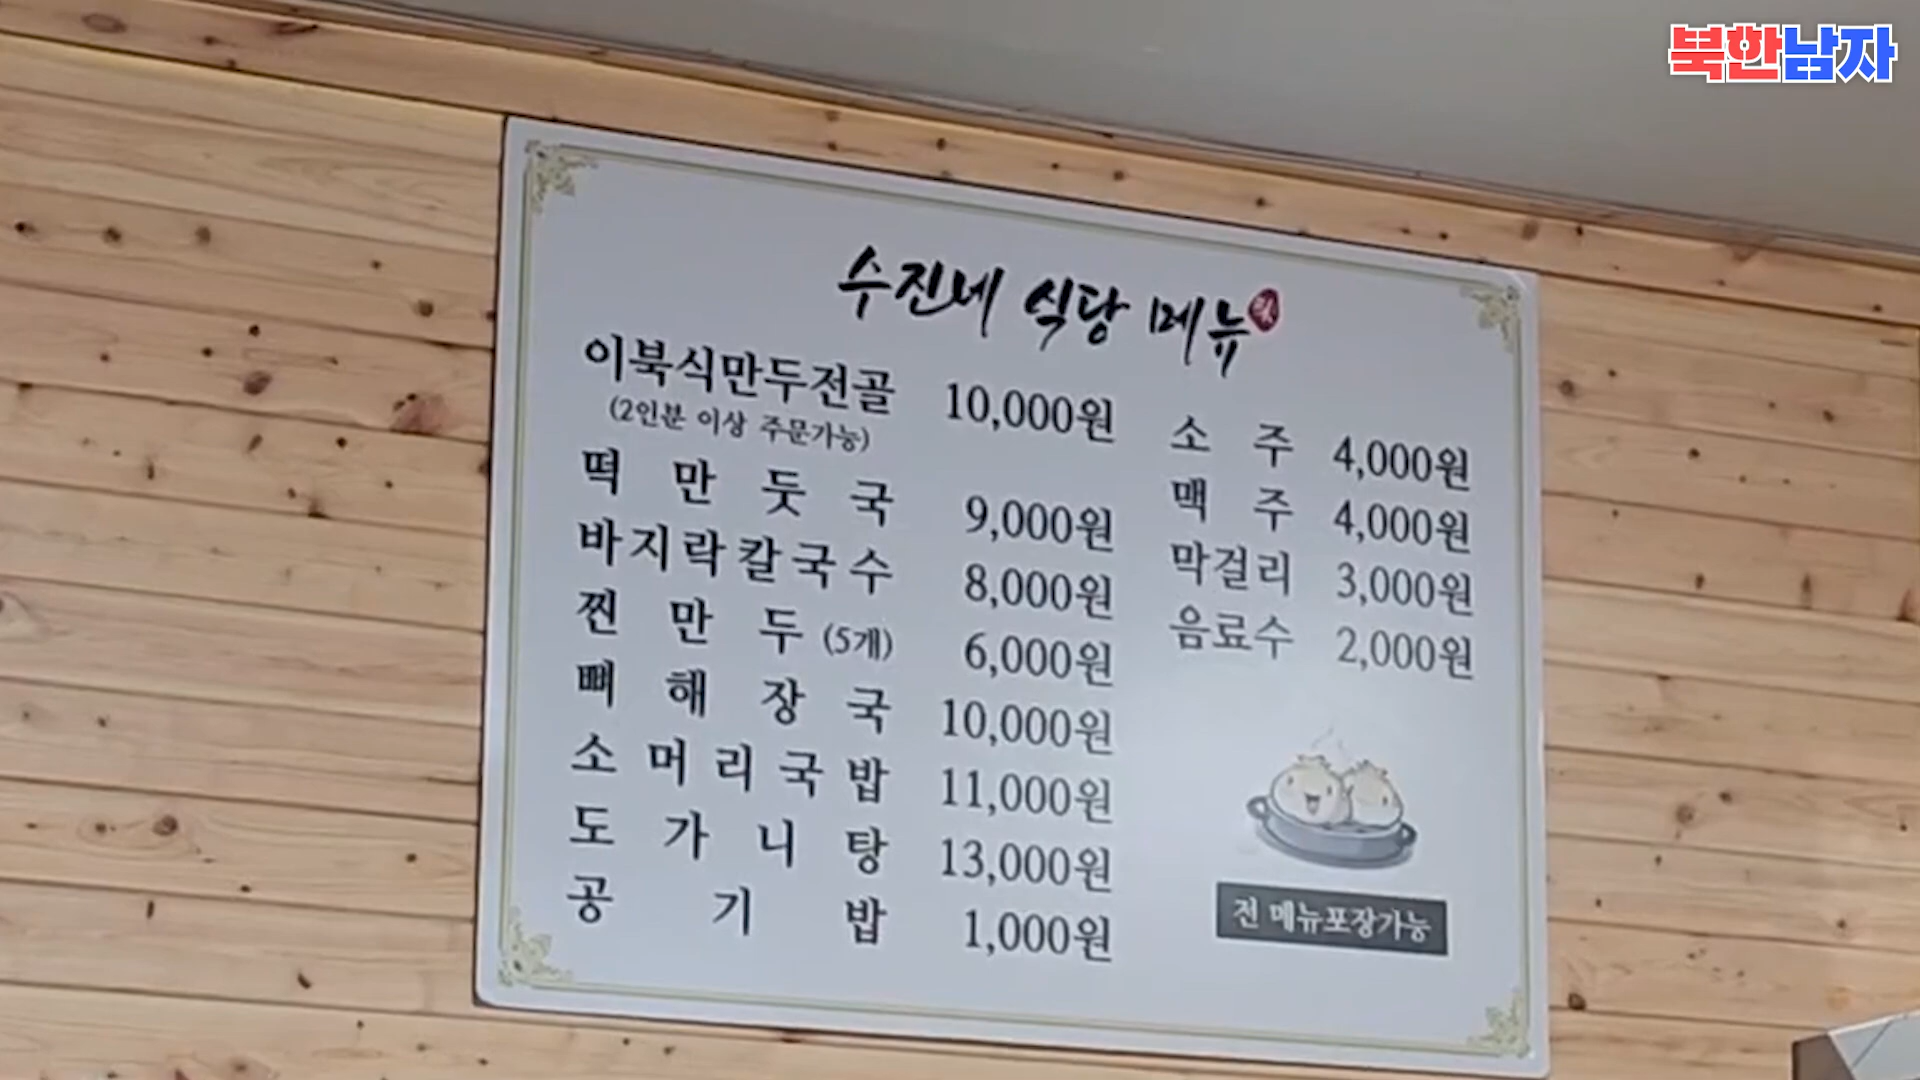 북한남자
수진네 식당 메뉴
이북식만두전골 10,000원
(2인분 이상 주문가능)
떡만둣국 9,000원
바지락칼국수 8,000원
찐만두(5개) 6,000원
뼈해장국 10,000원
소머리국밥 11,000원
도가니탕 13,000원
공기밥 1,000원
소주 4,000원
맥주 4,000원
막걸리 3,000원
음료수 2,000원
전 메뉴포장가능